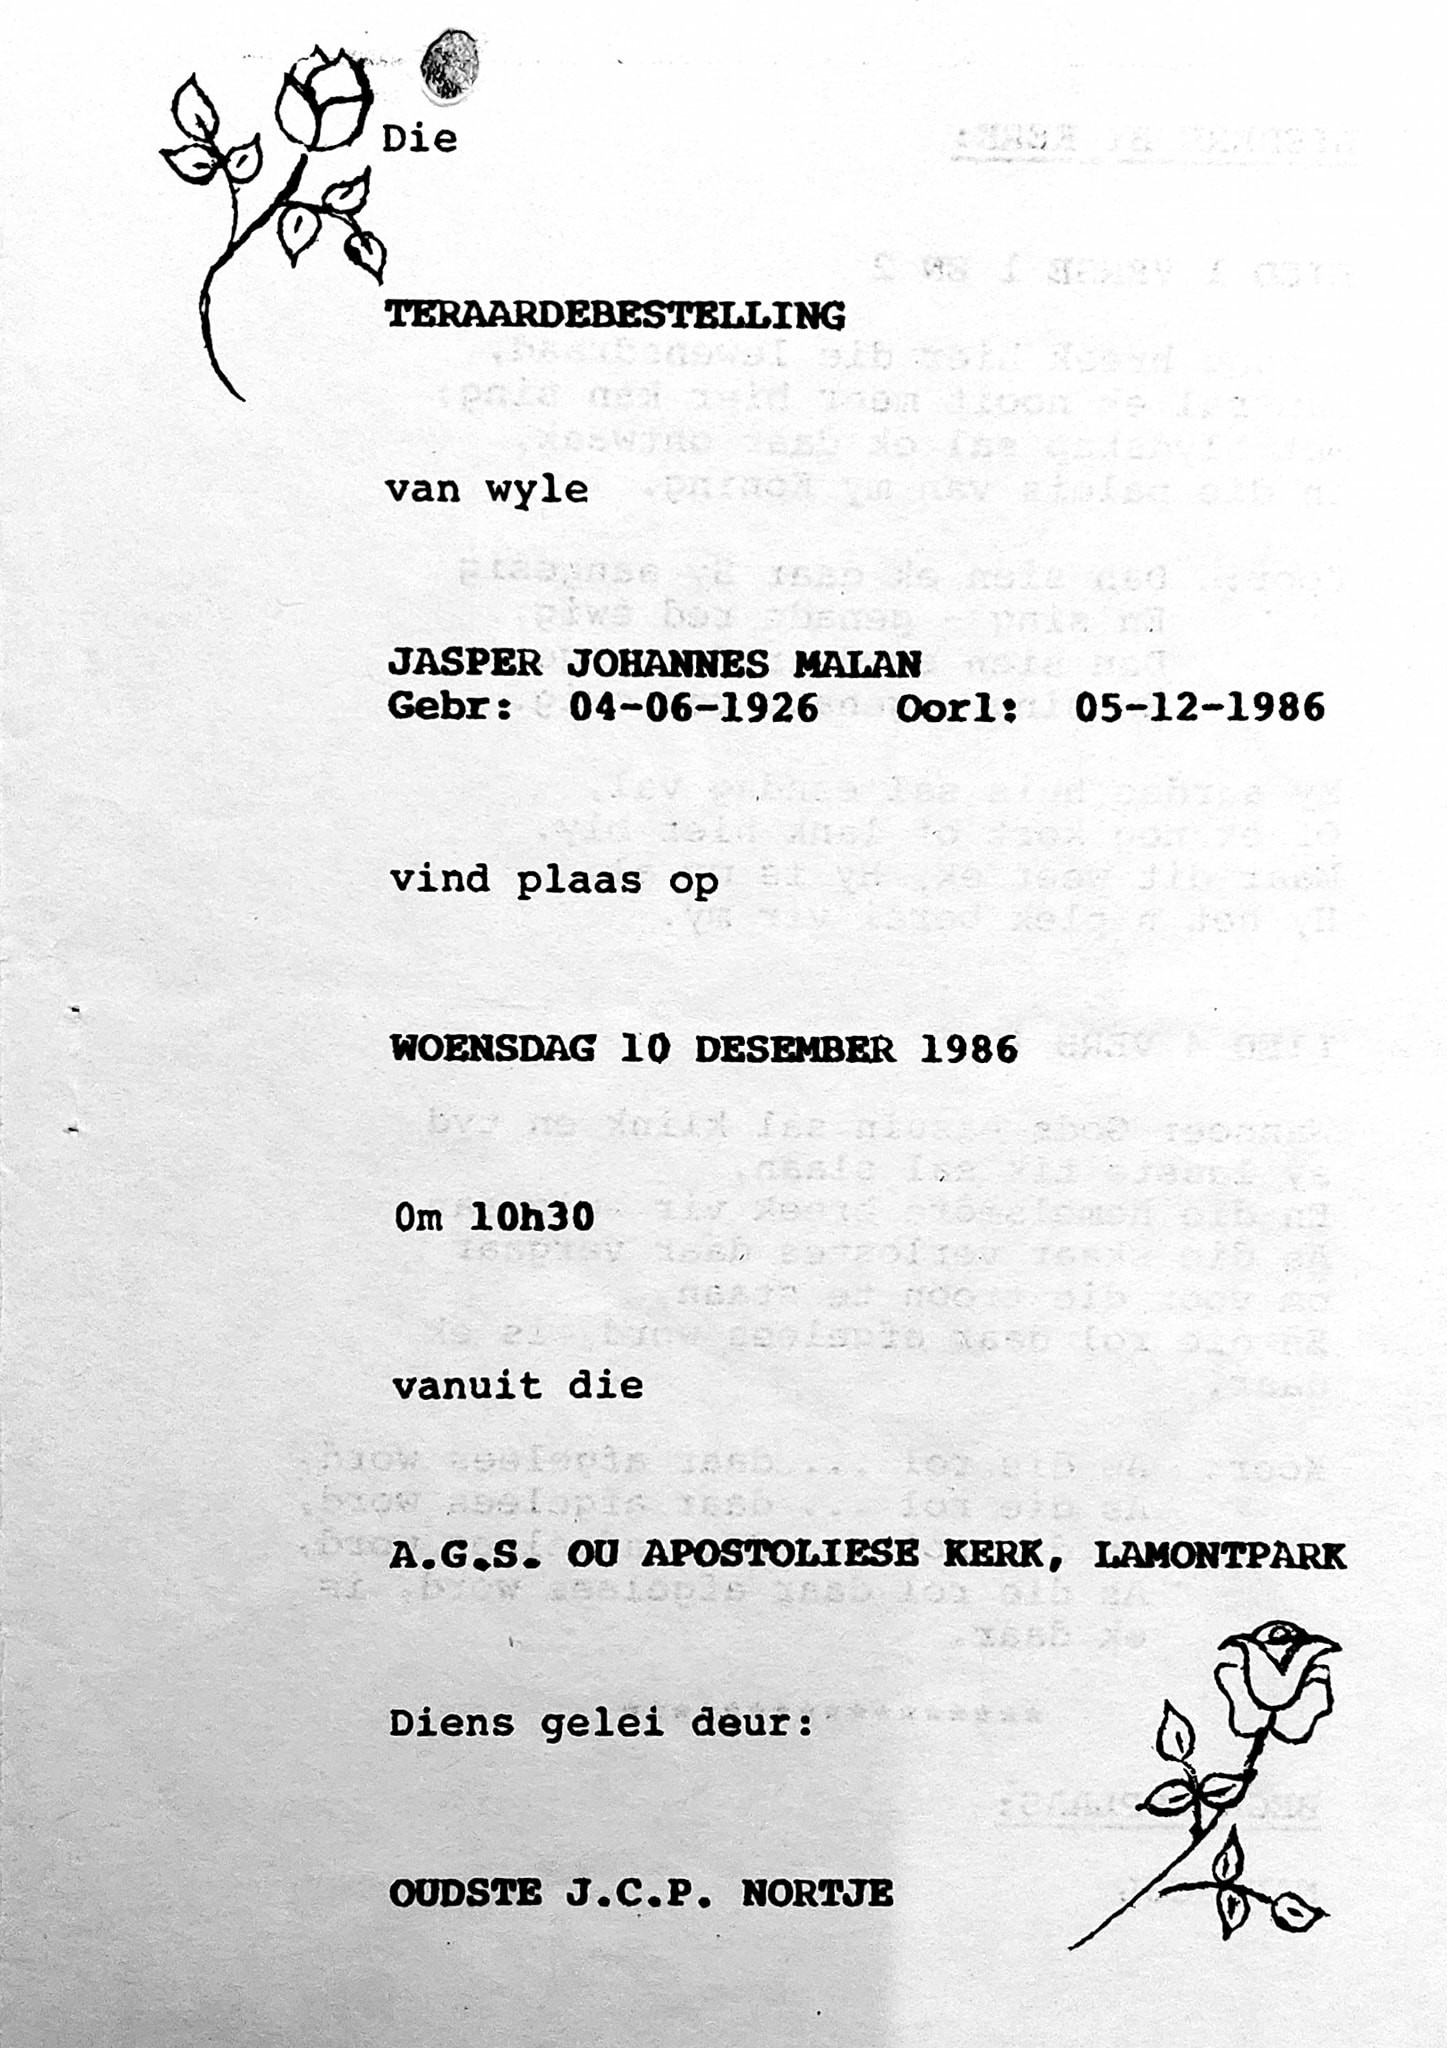 Die
TERAARDEBESTELLING
van wyle
JASPER JOHANNES MALAN
Gebr: 04-06-1926 Oorl: 05-12-1986
vind plaas op
WOENSDAG 10 DESEMBER 1986
Om 10h30
vanuit die
A.G.S. OU APOSTOLIESE KERK, LAMONTPARK
Diens gelei deur:
OUDSTE J.C.P. NORTJE